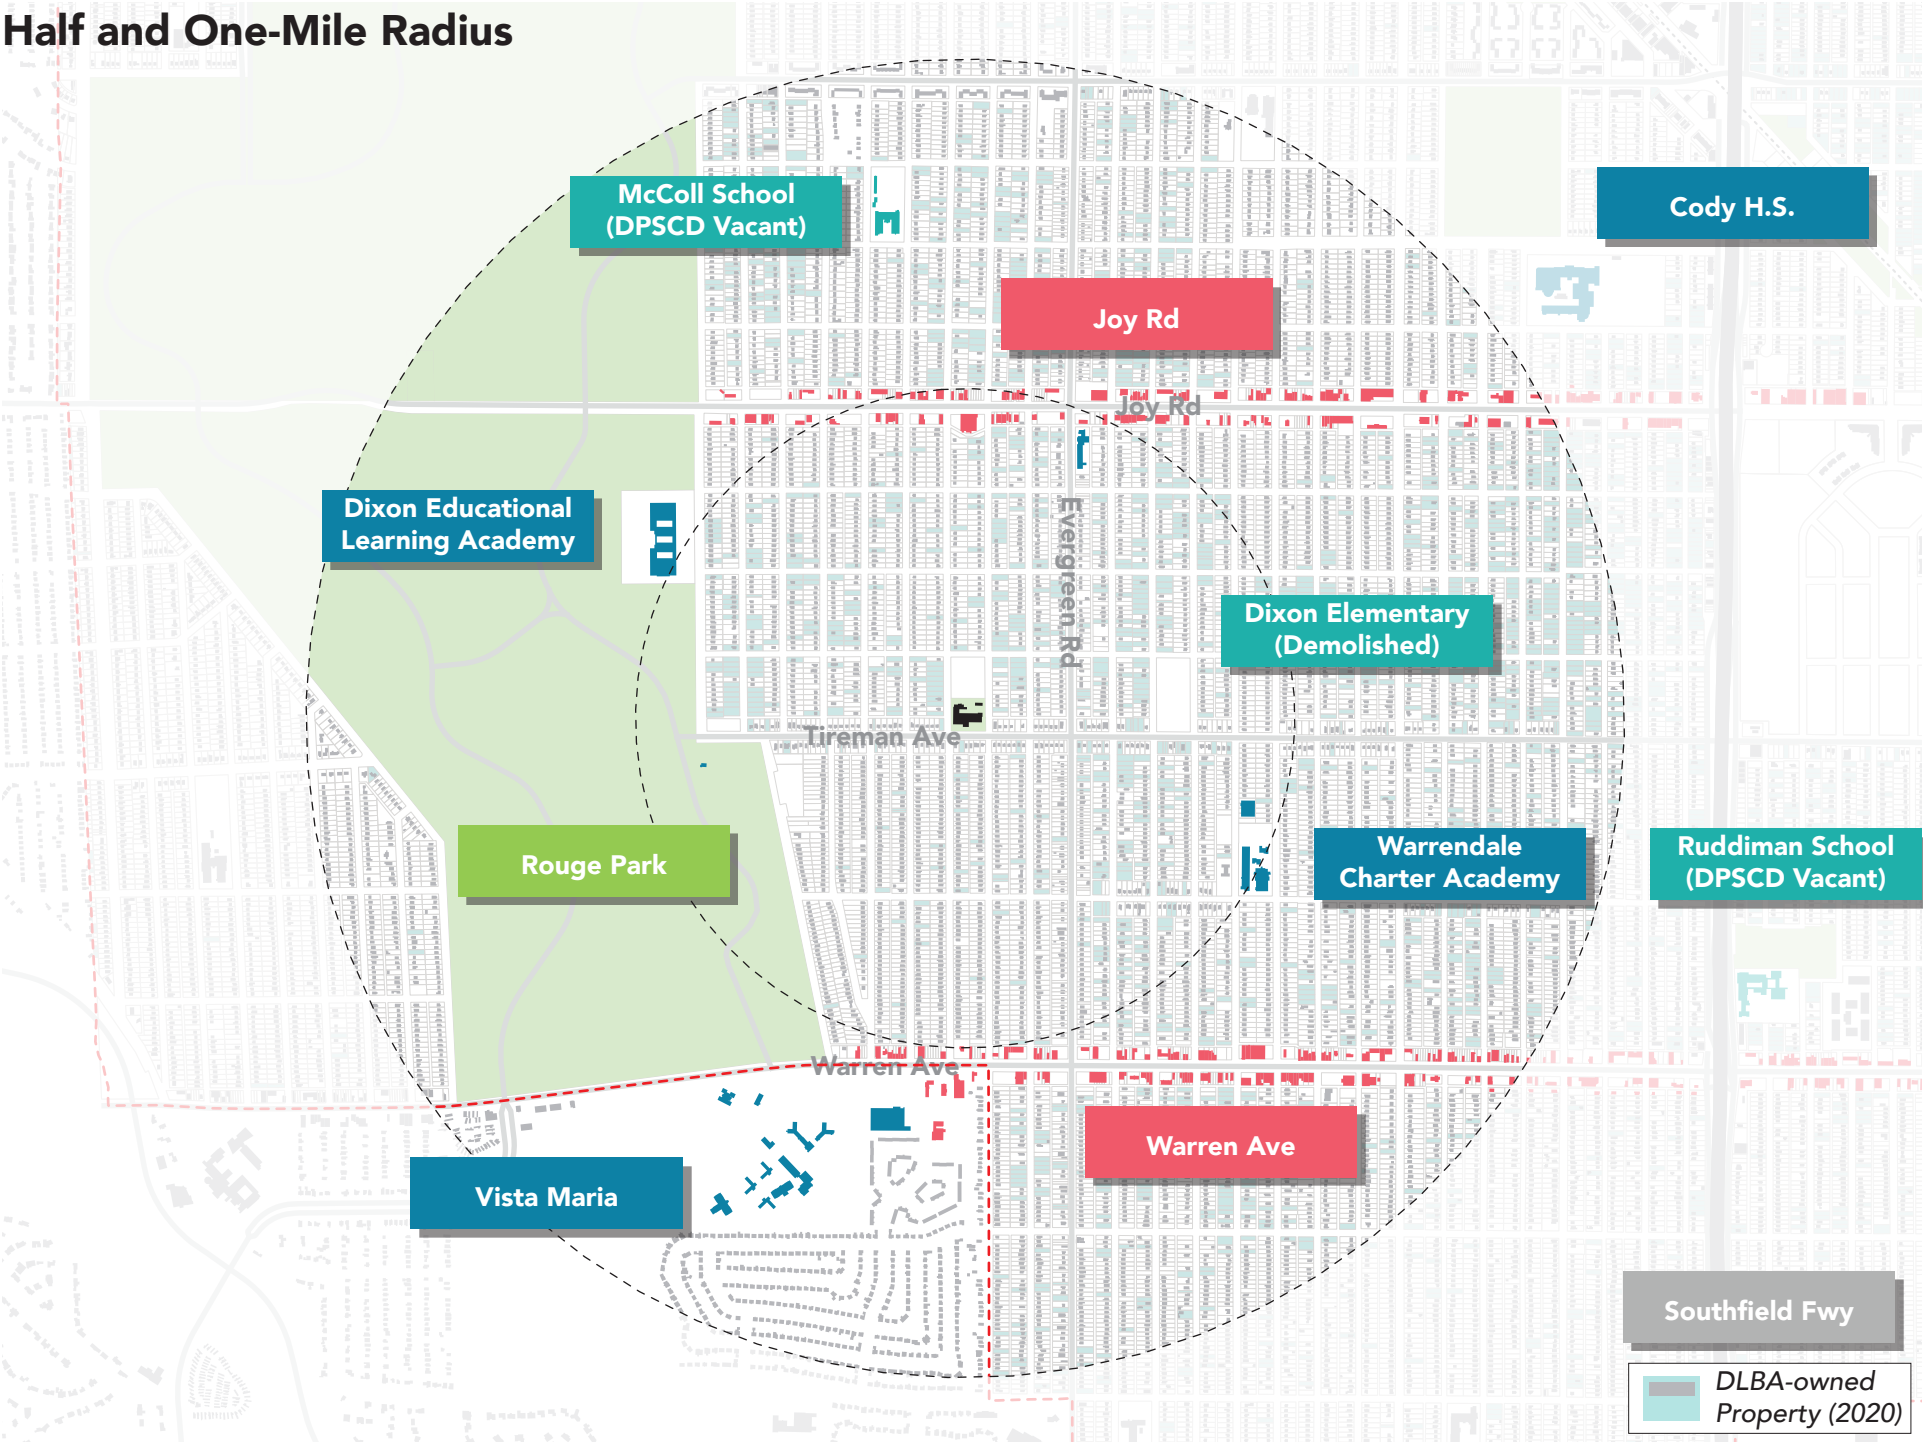 Half and One-Mile Radius
McColl School
(DPSCD Vacant)
Cody H.S.
Joy Rd
Joy Rd
Dixon Educational
Learning Academy
Evergreen Rd
Dixon Elementary
(Demolished)
Tireman Ave
Rouge Park
Warrendale
Charter Academy
Ruddiman School
(DPSCD Vacant)
Warren Ave
Warren Ave
Vista Maria
Southfield Fwy
DLBA-owned
Property (2020)